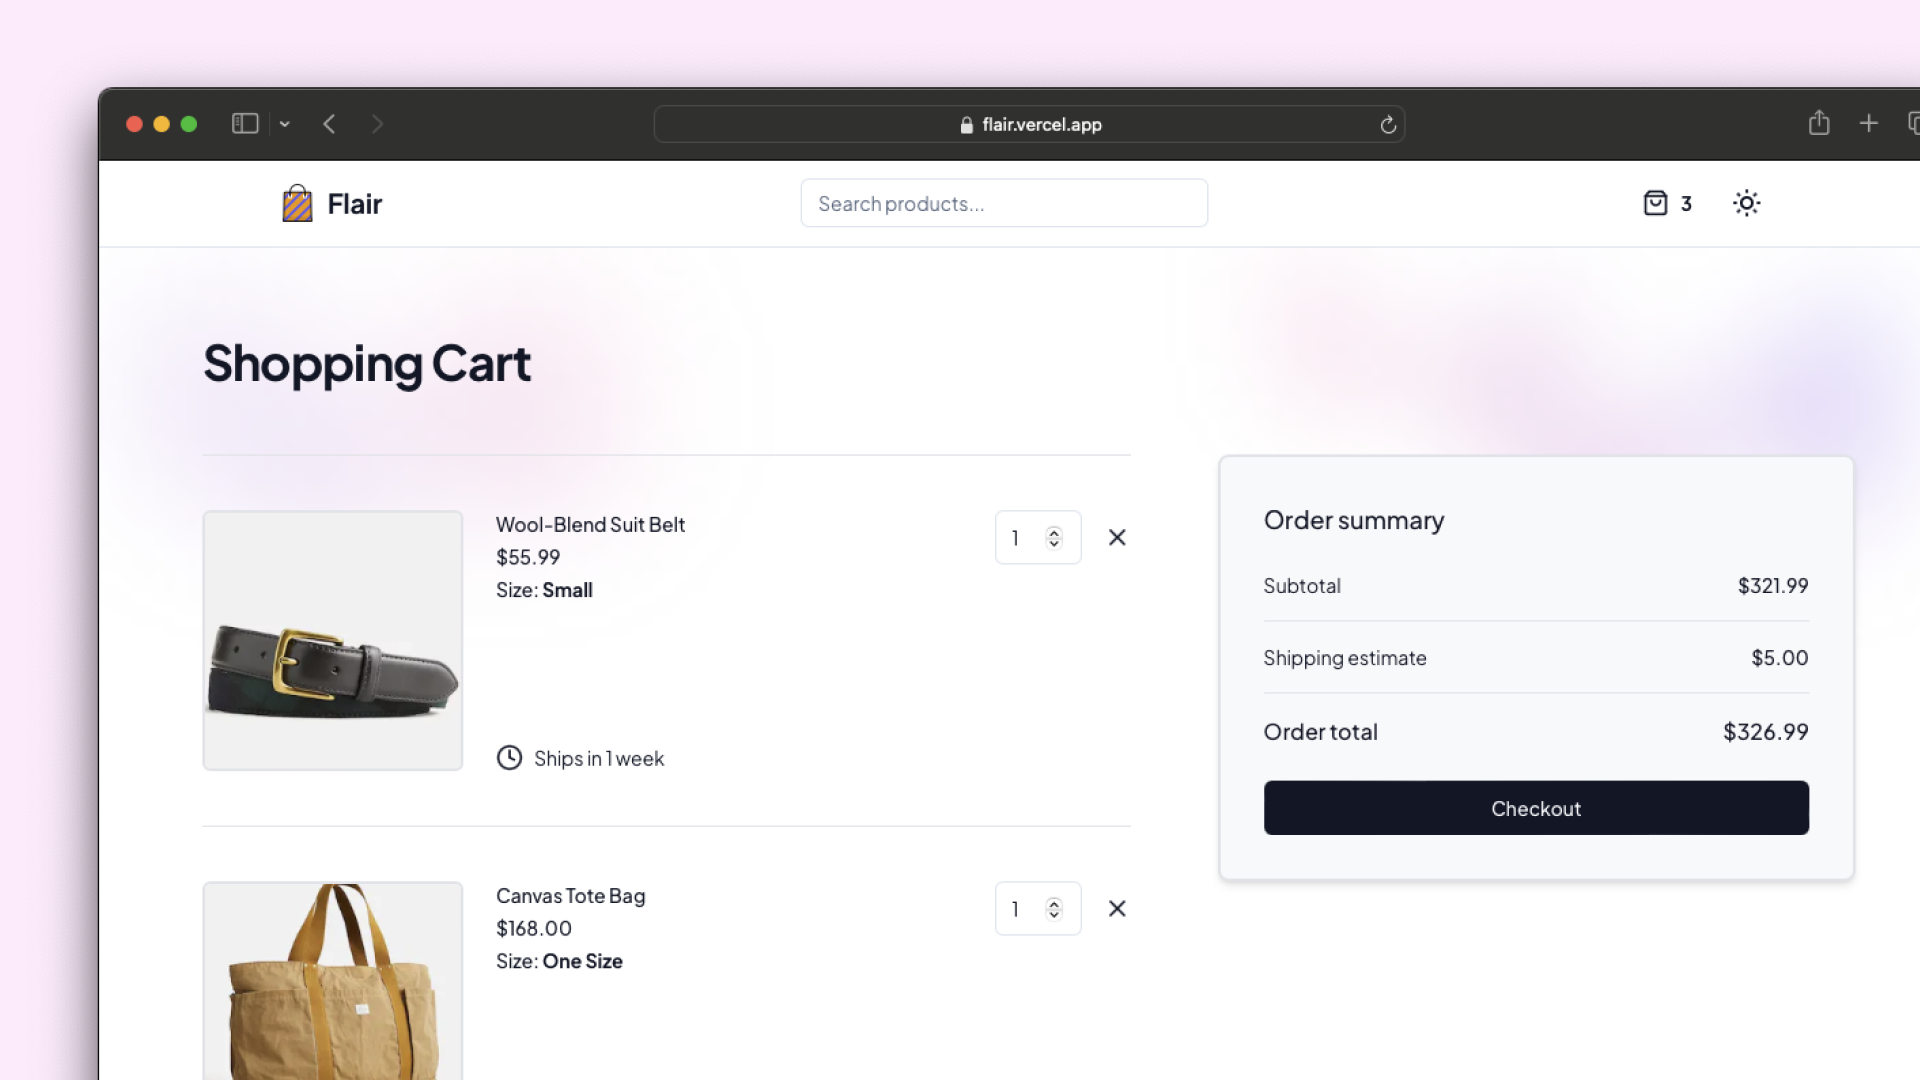 flair.vercel.app
Flair
Search products...
3
Shopping Cart
Wool-Blend Suit Belt
$55.99
Size: Small
1
Ships in 1 week
Canvas Tote Bag
$168.00
Size: One Size
1
Order summary
Subtotal $321.99
Shipping estimate $5.00
Order total $326.99
Checkout